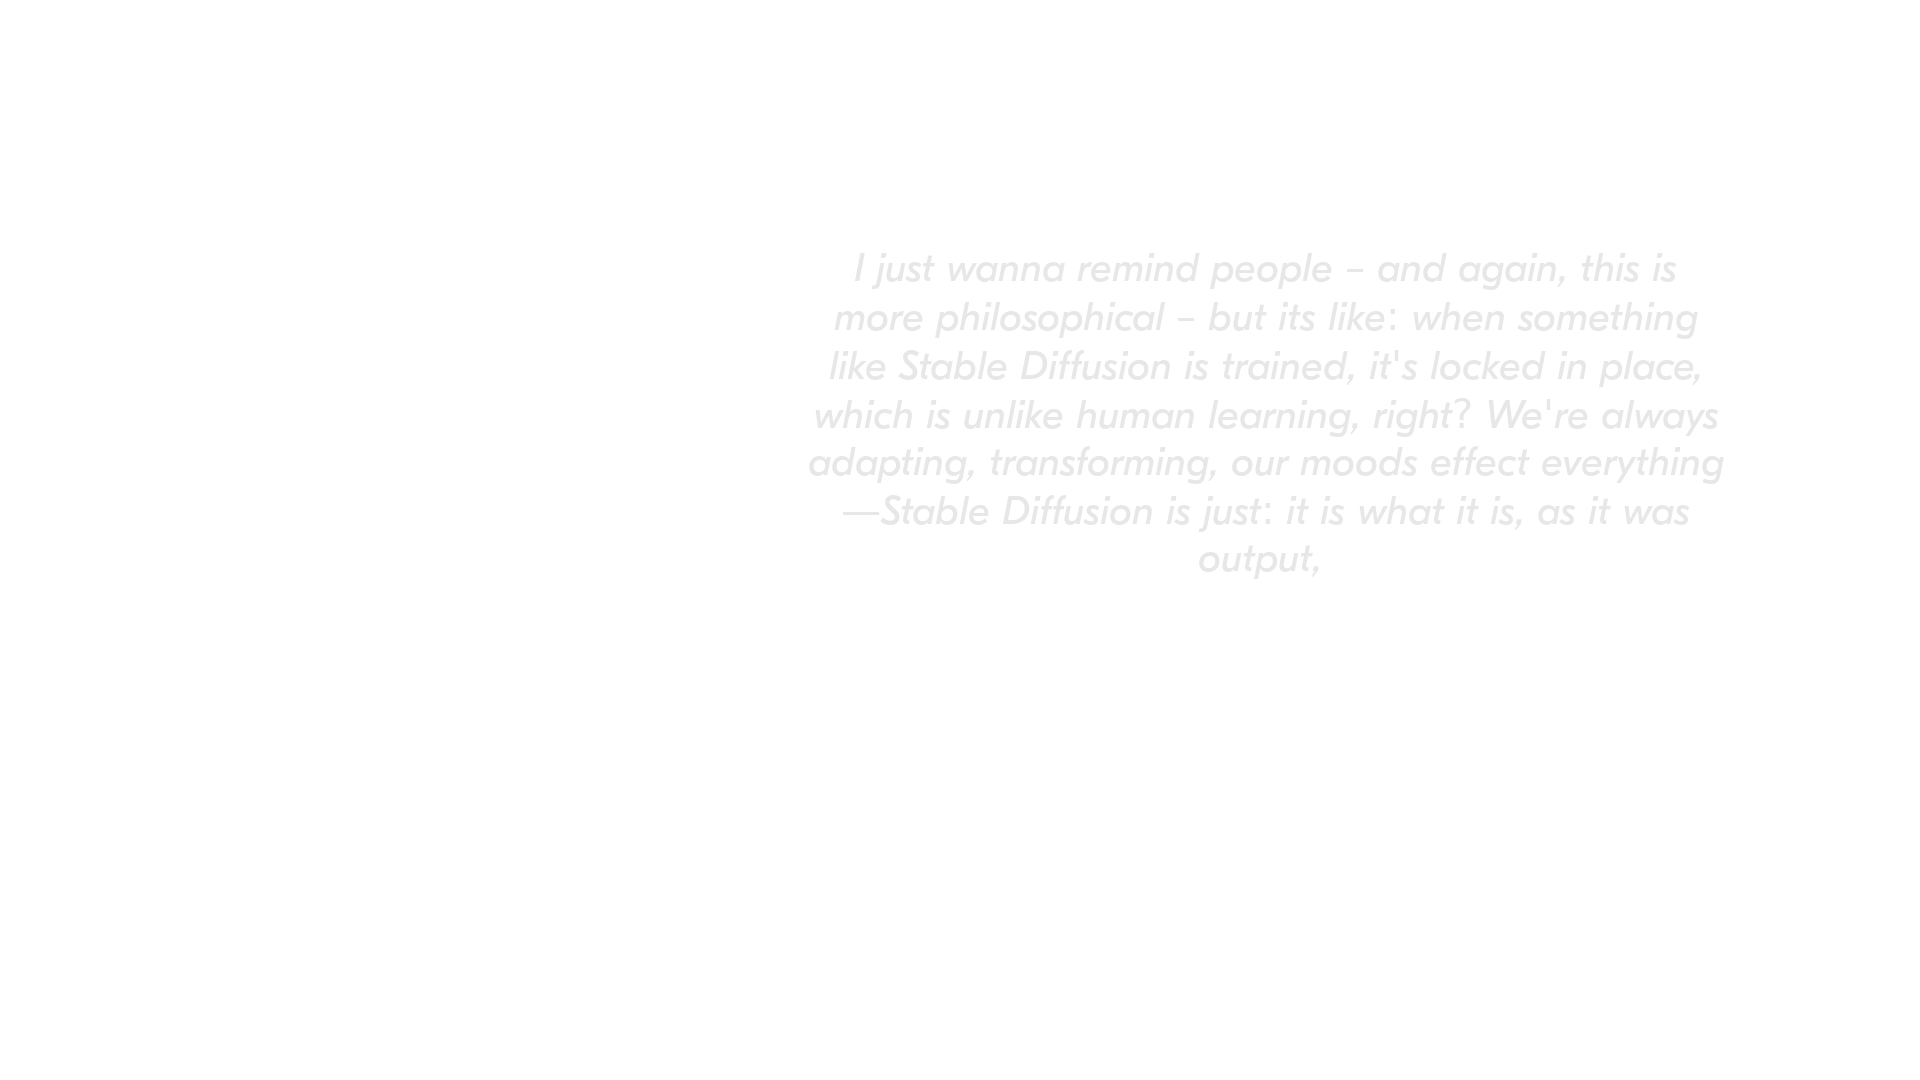 I just wanna remind people – and again, this is
more philosophical – but its like: when something
like Stable Diffusion is trained, it's locked in place,
which is unlike human learning, right? We're always
adapting, transforming, our moods effect everything
—Stable Diffusion is just: it is what it is, as it was
output,